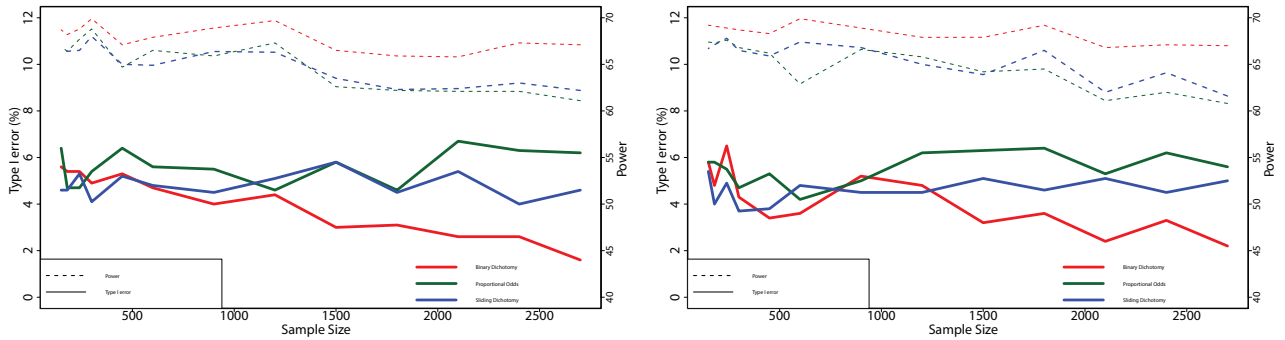 12
10
8
6
4
2
0
Type I error (%)
70
65
60
55
50
45
40
Power
Power
Type I error
Binary Dichotomy
Proportional Odds
Sliding Dichotomy
500 1000 1500 2000 2500
Sample Size
12
10
8
6
4
2
0
Type I error (%)
70
65
60
55
50
45
40
Power
Power
Type I error
Binary Dichotomy
Proportional Odds
Sliding Dichotomy
500 1000 1500 2000 2500
Sample Size